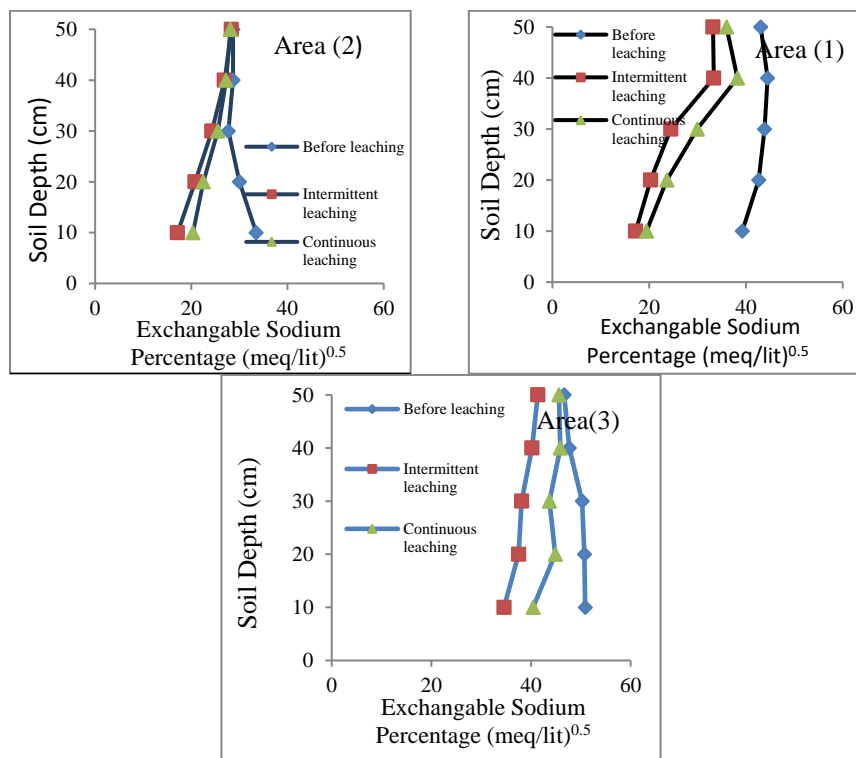 Area (2)
Soil Depth (cm)
50
40
30
20
10
0
Before leaching
Intermittent
leaching
Continuous
leaching
0 20 40 60
Exchangable Sodium
Percentage (meq/lit)0.5
Area (1)
Soil Depth (cm)
50
40
30
20
10
0
Before
leaching
Intermittent
leaching
Continuous
leaching
0 20 40 60
Exchangable Sodium
Percentage (meq/lit)0.5
Area(3)
Soil Depth (cm)
50
40
30
20
10
0
Before leaching
Intermittent
leaching
Continuous
leaching
0 20 40 60
Exchangable Sodium
Percentage (meq/lit)0.5